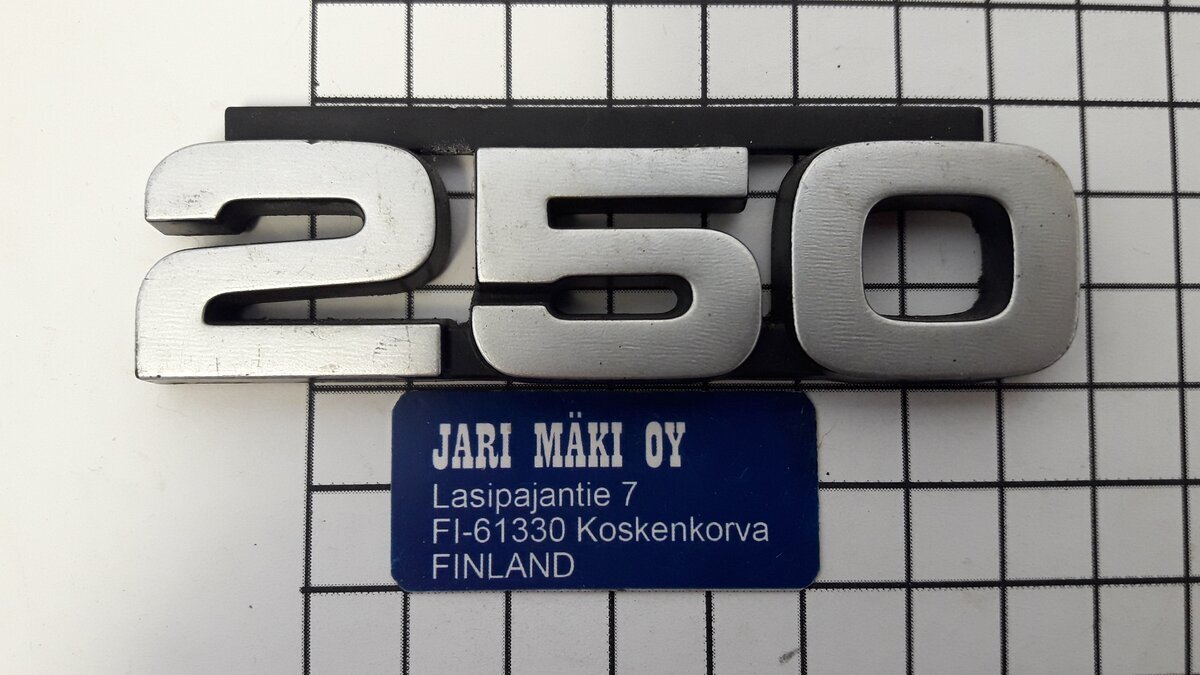 250
JARI MÄKI OY
Lasipajantie 7
FI-61330 Koskenkorva
FINLAND